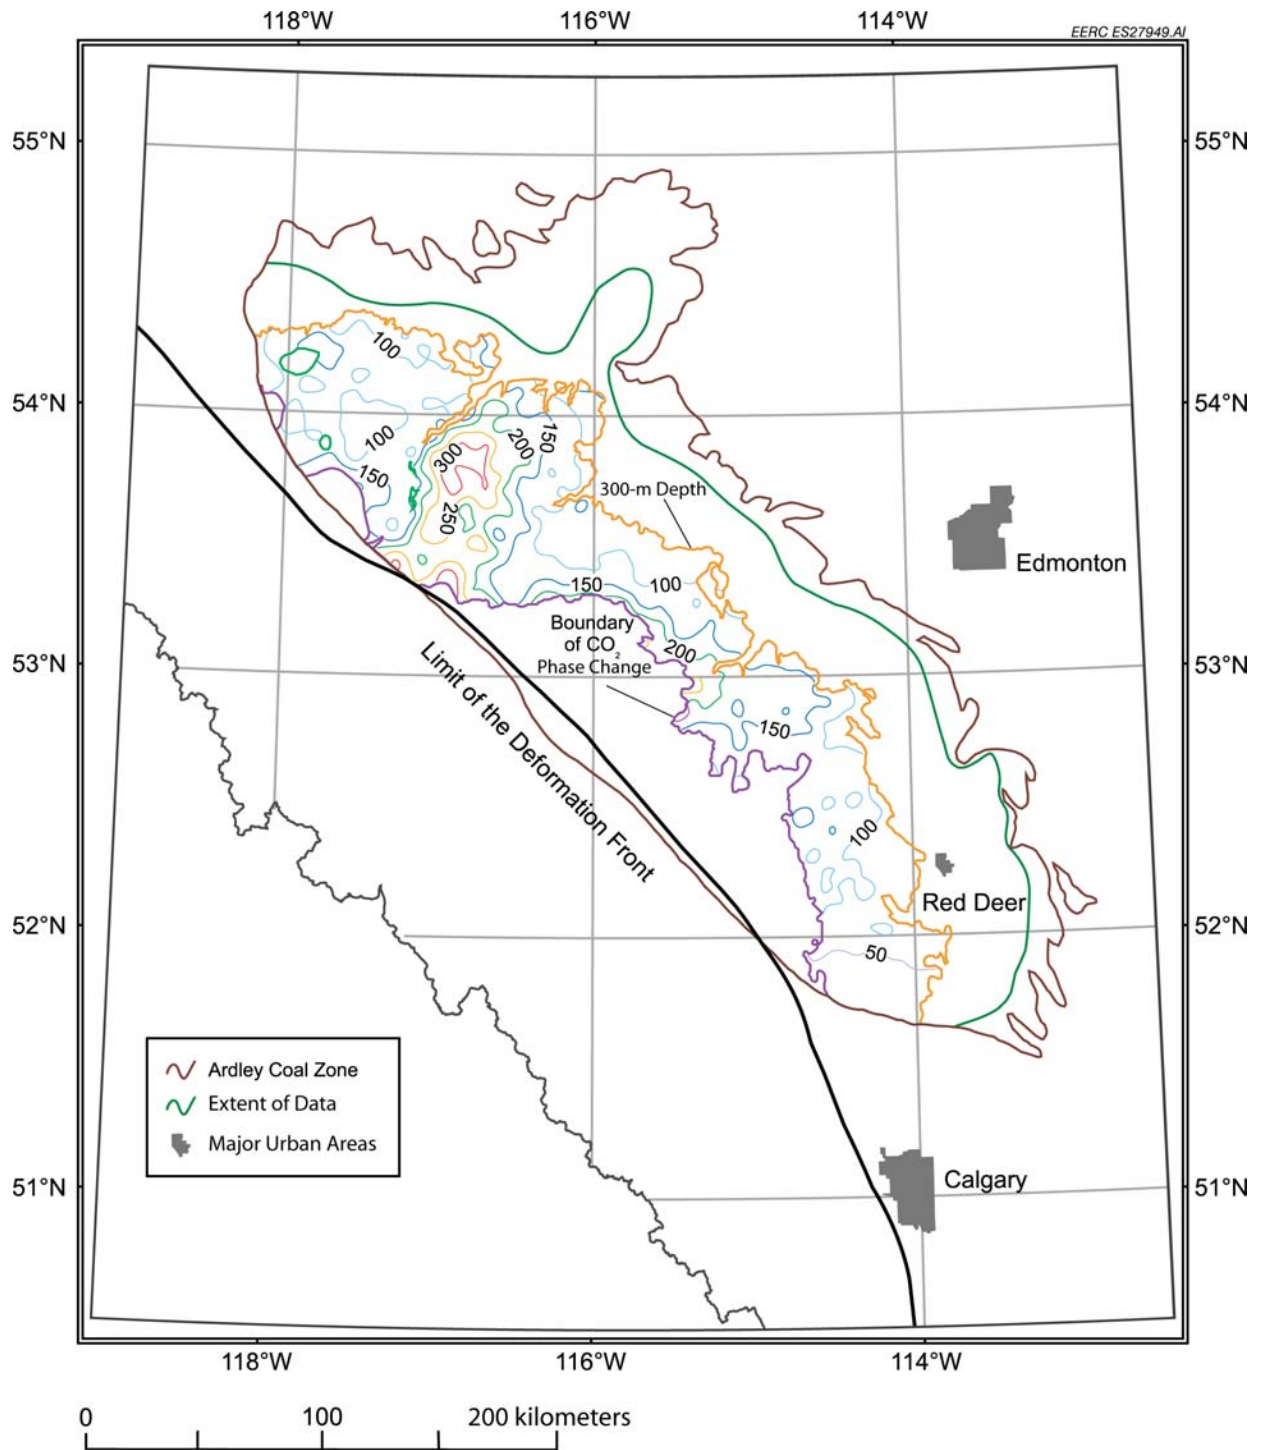 118°W 116°W 114°W
EERC ES27949.AI
55°N 55°N
100
54°N 54°N
150
200
100
300
150
300-m Depth
250
Edmonton
150 100
Boundary
of CO₂
Phase Change
200
53°N 53°N
Limit of the Deformation Front
150
100
Red Deer
52°N 52°N
50
Ardley Coal Zone
Extent of Data
Major Urban Areas
Calgary
51°N 51°N
118°W 116°W 114°W
0 100 200 kilometers